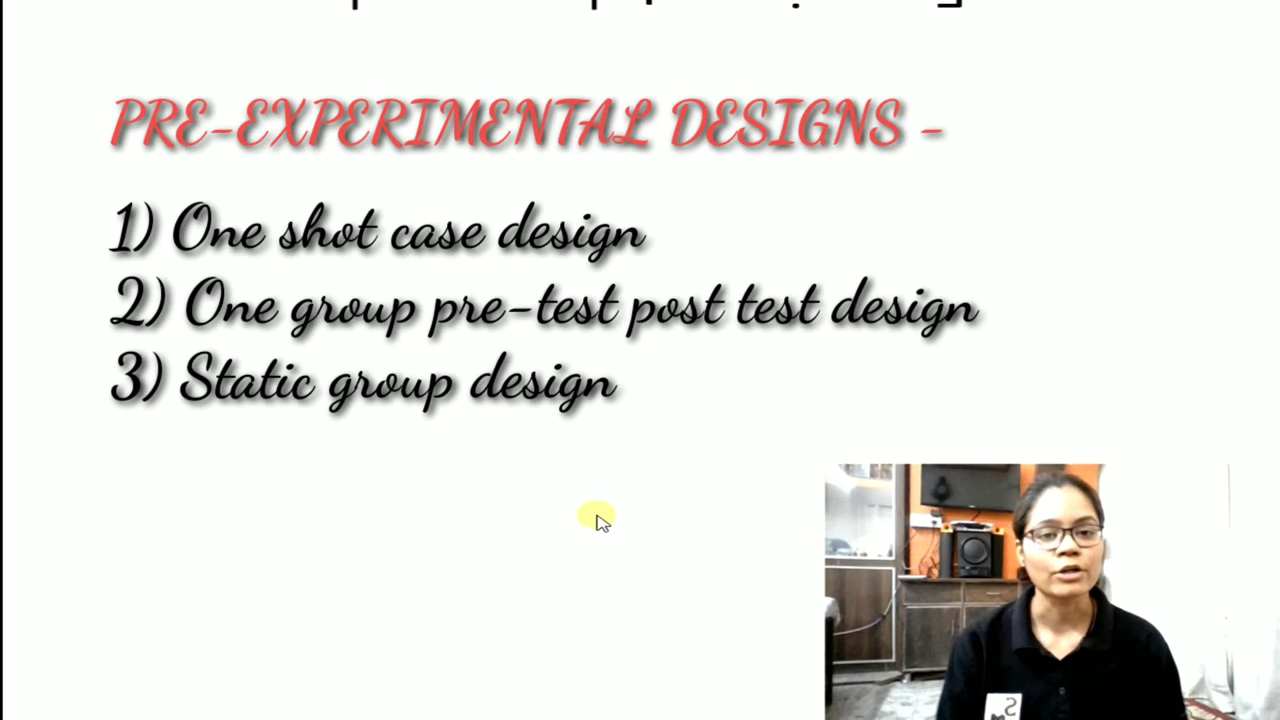 PRE-EXPERIMENTAL DESIGNS -
1) One shot case design
2) One group pre-test post test design
3) Static group design